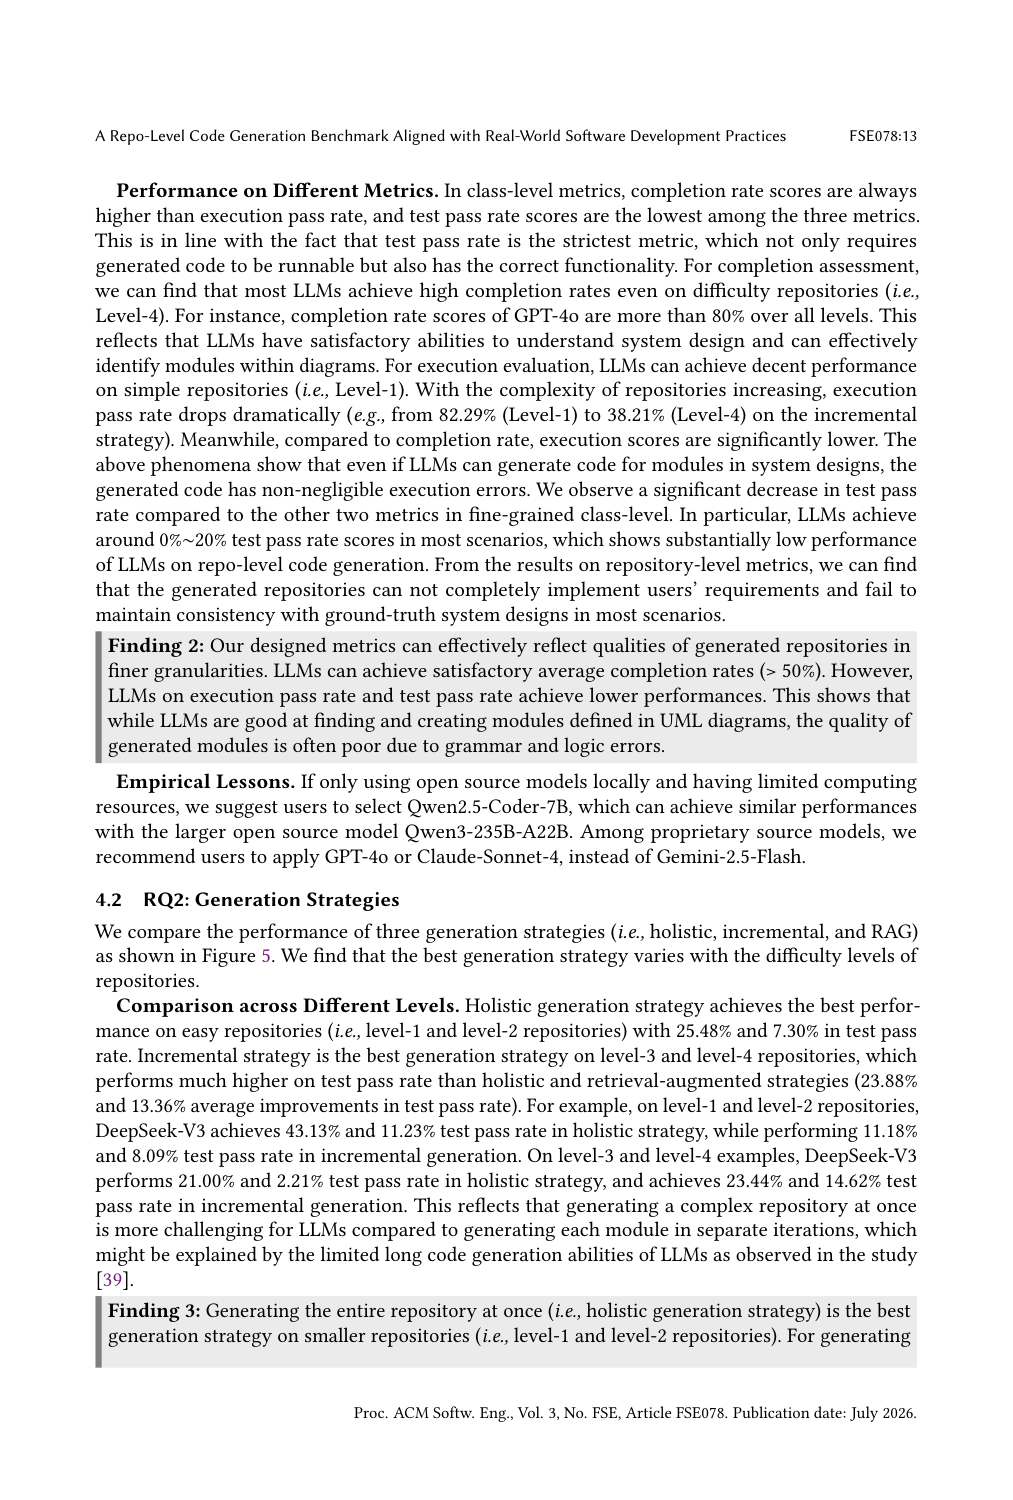 A Repo-Level Code Generation Benchmark Aligned with Real-World Software Development Practices FSE078:13
Performance on Different Metrics. In class-level metrics, completion rate scores are always
higher than execution pass rate, and test pass rate scores are the lowest among the three metrics.
This is in line with the fact that test pass rate is the strictest metric, which not only requires
generated code to be runnable but also has the correct functionality. For completion assessment,
we can find that most LLMs achieve high completion rates even on difficulty repositories (i.e.,
Level-4). For instance, completion rate scores of GPT-4o are more than 80% over all levels. This
reflects that LLMs have satisfactory abilities to understand system design and can effectively
identify modules within diagrams. For execution evaluation, LLMs can achieve decent performance
on simple repositories (i.e., Level-1). With the complexity of repositories increasing, execution
pass rate drops dramatically (e.g., from 82.29% (Level-1) to 38.21% (Level-4) on the incremental
strategy). Meanwhile, compared to completion rate, execution scores are significantly lower. The
above phenomena show that even if LLMs can generate code for modules in system designs, the
generated code has non-negligible execution errors. We observe a significant decrease in test pass
rate compared to the other two metrics in fine-grained class-level. In particular, LLMs achieve
around 0%~20% test pass rate scores in most scenarios, which shows substantially low performance
of LLMs on repo-level code generation. From the results on repository-level metrics, we can find
that the generated repositories can not completely implement users’ requirements and fail to
maintain consistency with ground-truth system designs in most scenarios.
Finding 2: Our designed metrics can effectively reflect qualities of generated repositories in
finer granularities. LLMs can achieve satisfactory average completion rates (> 50%). However,
LLMs on execution pass rate and test pass rate achieve lower performances. This shows that
while LLMs are good at finding and creating modules defined in UML diagrams, the quality of
generated modules is often poor due to grammar and logic errors.
Empirical Lessons. If only using open source models locally and having limited computing
resources, we suggest users to select Qwen2.5-Coder-7B, which can achieve similar performances
with the larger open source model Qwen3-235B-A22B. Among proprietary source models, we
recommend users to apply GPT-4o or Claude-Sonnet-4, instead of Gemini-2.5-Flash.
4.2 RQ2: Generation Strategies
We compare the performance of three generation strategies (i.e., holistic, incremental, and RAG)
as shown in Figure 5. We find that the best generation strategy varies with the difficulty levels of
repositories.
Comparison across Different Levels. Holistic generation strategy achieves the best perfor-
mance on easy repositories (i.e., level-1 and level-2 repositories) with 25.48% and 7.30% in test pass
rate. Incremental strategy is the best generation strategy on level-3 and level-4 repositories, which
performs much higher on test pass rate than holistic and retrieval-augmented strategies (23.88%
and 13.36% average improvements in test pass rate). For example, on level-1 and level-2 repositories,
DeepSeek-V3 achieves 43.13% and 11.23% test pass rate in holistic strategy, while performing 11.18%
and 8.09% test pass rate in incremental generation. On level-3 and level-4 examples, DeepSeek-V3
performs 21.00% and 2.21% test pass rate in holistic strategy, and achieves 23.44% and 14.62% test
pass rate in incremental generation. This reflects that generating a complex repository at once
is more challenging for LLMs compared to generating each module in separate iterations, which
might be explained by the limited long code generation abilities of LLMs as observed in the study
[39].
Finding 3: Generating the entire repository at once (i.e., holistic generation strategy) is the best
generation strategy on smaller repositories (i.e., level-1 and level-2 repositories). For generating
Proc. ACM Softw. Eng., Vol. 3, No. FSE, Article FSE078. Publication date: July 2026.